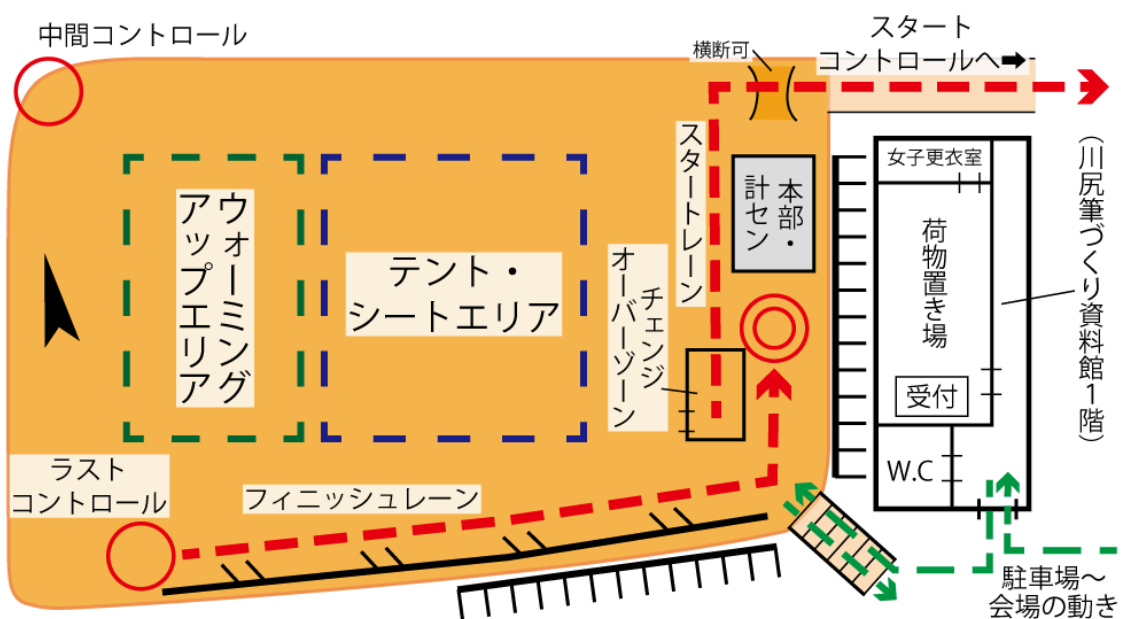 中間コントロール
横断可
スタート
コントロールへ➡
スタートレーン
本部・
計セン
女子更衣室
荷物置き場
受付
W.C
(川尻筆づくり資料館1階)
ウォーミング
アップエリア
テント・
シートエリア
チェンジ
オーバーゾーン
ラスト
コントロール
フィニッシュレーン
駐車場~
会場の動き